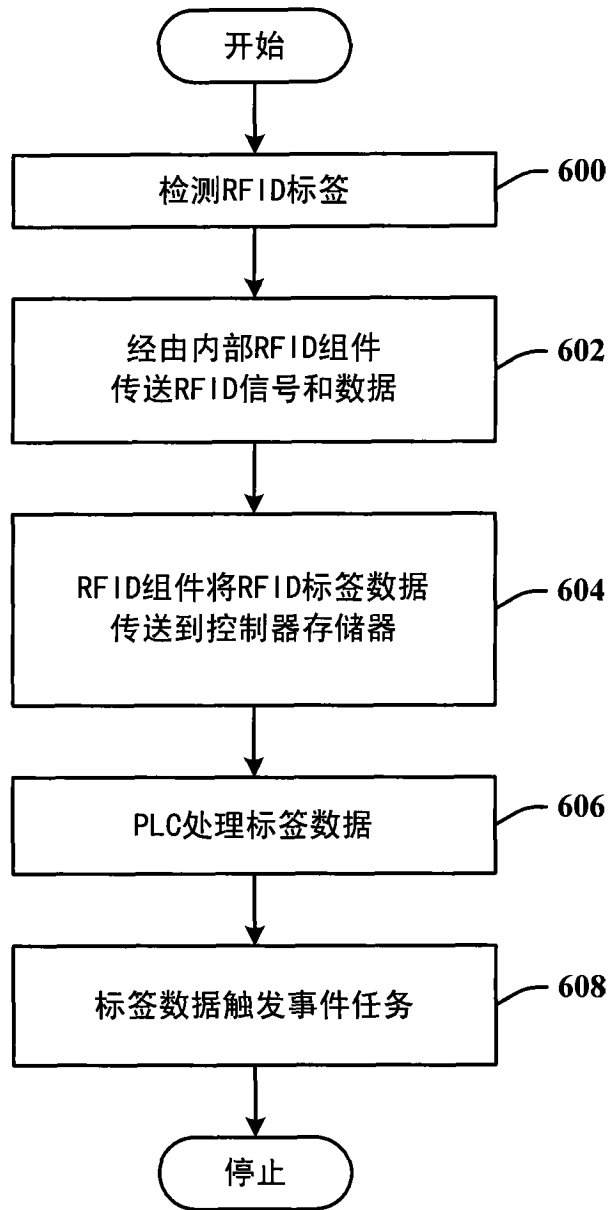 开始
检测RFID标签
600
经由内部RFID组件
传送RFID信号和数据
602
RFID组件将RFID标签数据
传送到控制器存储器
604
PLC处理标签数据
606
标签数据触发事件任务
608
停止